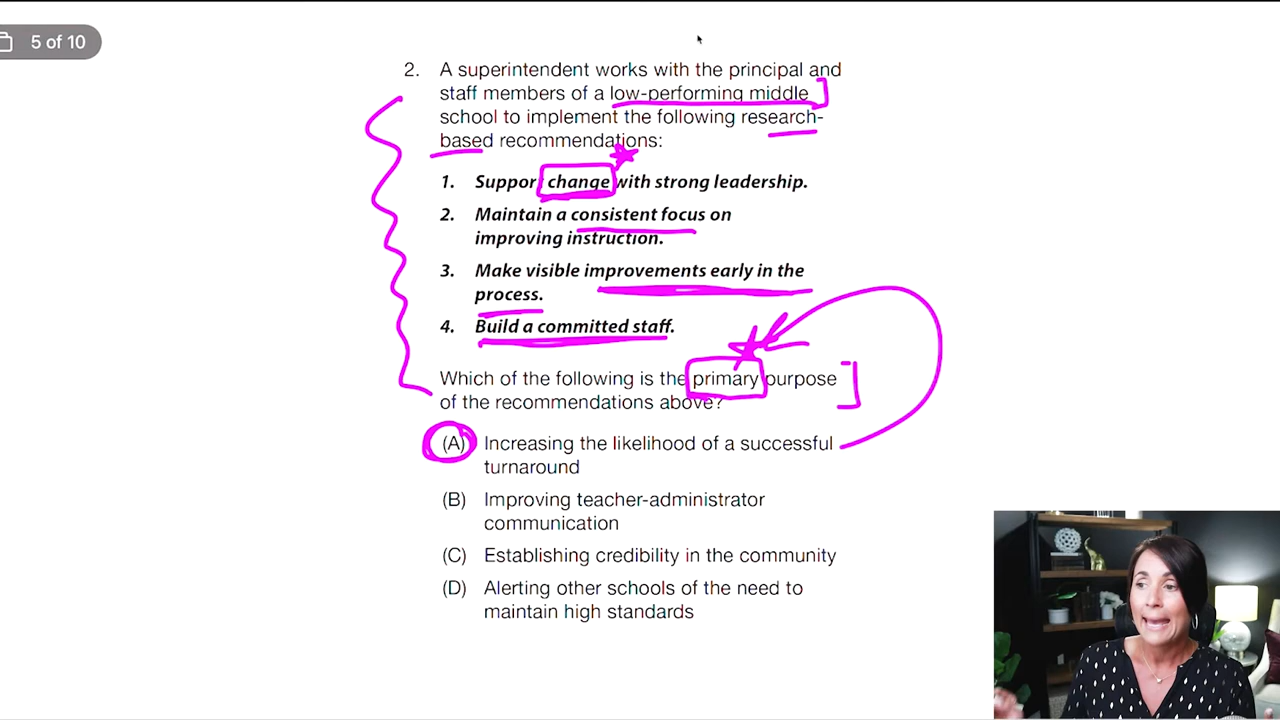 5 of 10
2. A superintendent works with the principal and
staff members of a low-performing middle
school to implement the following research-
based recommendations:
1. Support change with strong leadership.
2. Maintain a consistent focus on
improving instruction.
3. Make visible improvements early in the
process.
4. Build a committed staff.
Which of the following is the primary purpose
of the recommendations above?
(A) Increasing the likelihood of a successful
turnaround
(B) Improving teacher-administrator
communication
(C) Establishing credibility in the community
(D) Alerting other schools of the need to
maintain high standards